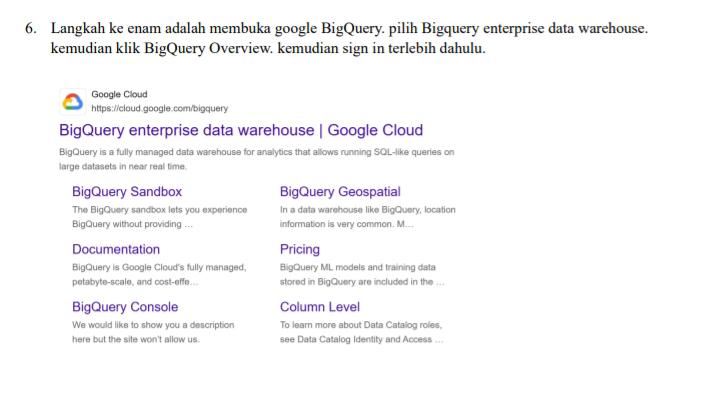 6. Langkah ke enam adalah membuka google BigQuery. pilih Bigquery enterprise data warehouse.
kemudian klik BigQuery Overview. kemudian sign in terlebih dahulu.
Google Cloud
https://cloud.google.com/bigquery
BigQuery enterprise data warehouse | Google Cloud
BigQuery is a fully managed data warehouse for analytics that allows running SQL-like queries on
large datasets in near real time.
BigQuery Sandbox
The BigQuery sandbox lets you experience
BigQuery without providing ...
BigQuery Geospatial
In a data warehouse like BigQuery, location
information is very common. M...
Documentation
BigQuery is Google Cloud's fully managed,
petabyte-scale, and cost-effe...
Pricing
BigQuery ML models and training data
stored in BigQuery are included in the ...
BigQuery Console
We would like to show you a description
here but the site won't allow us.
Column Level
To learn more about Data Catalog roles,
see Data Catalog Identity and Access ...